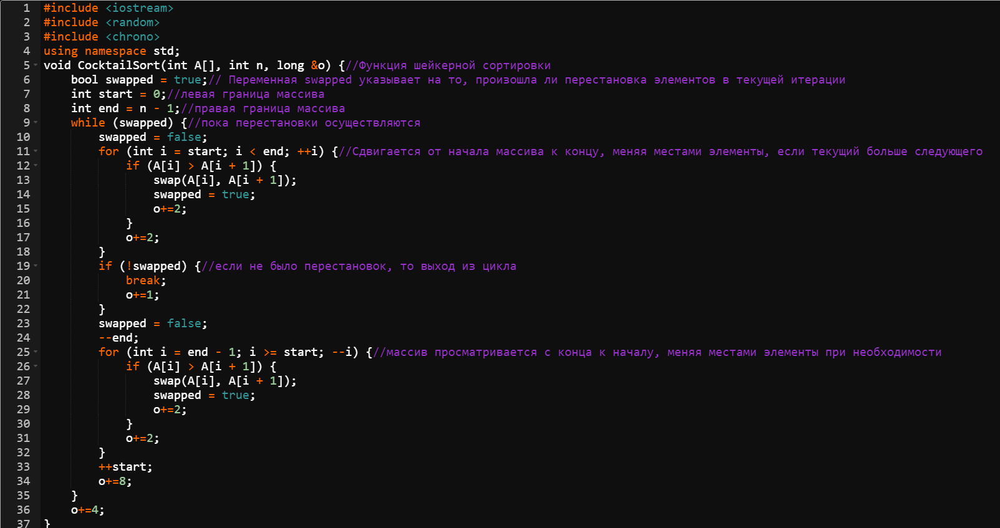 1 #include <iostream>
2 #include <random>
3 #include <chrono>
4 using namespace std;
5 void CocktailSort(int A[], int n, long &o) {//Функция шейкерной сортировки
6     bool swapped = true;// Переменная swapped указывает на то, произошла ли перестановка элементов в текущей итерации
7     int start = 0;//левая граница массива
8     int end = n - 1;//правая граница массива
9     while (swapped) {//пока перестановки осуществляются
10         swapped = false;
11         for (int i = start; i < end; ++i) {//Сдвигается от начала массива к концу, меняя местами элементы, если текущий больше следующего
12             if (A[i] > A[i + 1]) {
13                 swap(A[i], A[i + 1]);
14                 swapped = true;
15                 o+=2;
16             }
17             o+=2;
18         }
19         if (!swapped) {//если не было перестановок, то выход из цикла
20             break;
21             o+=1;
22         }
23         swapped = false;
24         --end;
25         for (int i = end - 1; i >= start; --i) {//массив просматривается с конца к началу, меняя местами элементы при необходимости
26             if (A[i] > A[i + 1]) {
27                 swap(A[i], A[i + 1]);
28                 swapped = true;
29                 o+=2;
30             }
31             o+=2;
32         }
33         ++start;
34         o+=8;
35     }
36     o+=4;
37 }